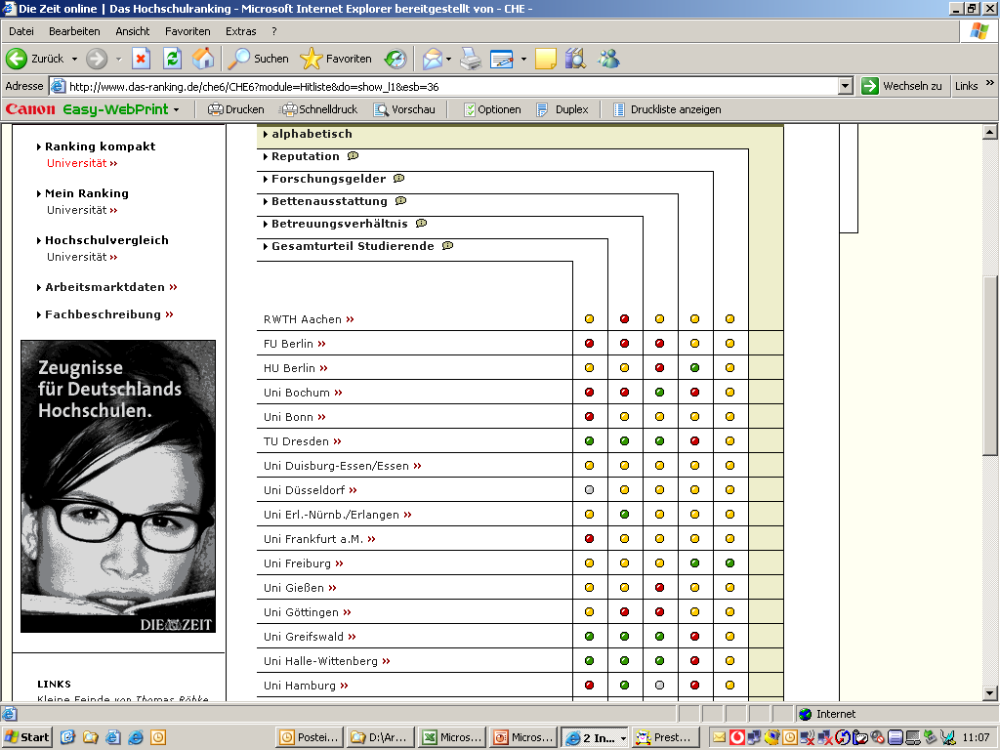 Die Zeit online | Das Hochschulranking - Microsoft Internet Explorer bereitgestellt von - CHE -
Datei Bearbeiten Ansicht Favoriten Extras ?
Zurück Suchen Favoriten
Adresse http://www.das-ranking.de/che6/CHE6?module=Hitliste&do=show_l1&esb=36 Wechseln zu Links »
Canon Easy-WebPrint Drucken Schnelldruck Vorschau Optionen Duplex Druckliste anzeigen
Ranking kompakt
Universität »
Mein Ranking
Universität »
Hochschulvergleich
Universität »
Arbeitsmarktdaten »
Fachbeschreibung »
Zeugnisse
für Deutschlands
Hochschulen.
DIE ZEIT
LINKS
Kleine Feinde von Thomas Röbke
alphabetisch
Reputation
Forschungsgelder
Bettenausstattung
Betreuungsverhältnis
Gesamturteil Studierende
RWTH Aachen »
FU Berlin »
HU Berlin »
Uni Bochum »
Uni Bonn »
TU Dresden »
Uni Duisburg-Essen/Essen »
Uni Düsseldorf »
Uni Erl.-Nürnb./Erlangen »
Uni Frankfurt a.M. »
Uni Freiburg »
Uni Gießen »
Uni Göttingen »
Uni Greifswald »
Uni Halle-Wittenberg »
Uni Hamburg »
Internet
Start Postei... D:\Ar... Micros... Micros... 2 In... Prest... 11:07